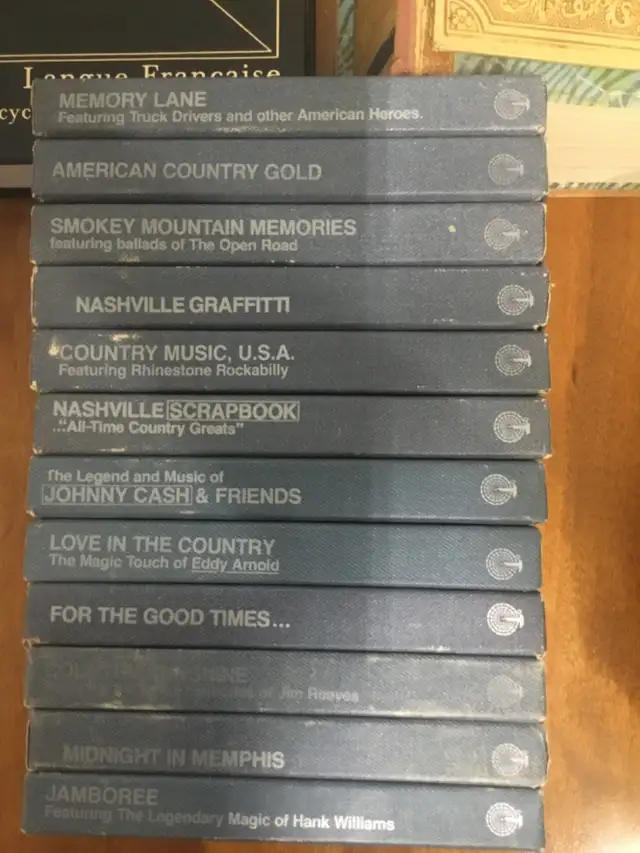 Langue Française
cyc
MEMORY LANE
Featuring Truck Drivers and other American Heroes.
AMERICAN COUNTRY GOLD
SMOKEY MOUNTAIN MEMORIES
featuring ballads of The Open Road
NASHVILLE GRAFFITTI
COUNTRY MUSIC, U.S.A.
Featuring Rhinestone Rockabilly
NASHVILLE SCRAPBOOK
..."All-Time Country Greats"
The Legend and Music of
JOHNNY CASH & FRIENDS
LOVE IN THE COUNTRY
The Magic Touch of Eddy Arnold
FOR THE GOOD TIMES...
of Jim Reeves
MIDNIGHT IN MEMPHIS
JAMBOREE
Featuring The Legendary Magic of Hank Williams